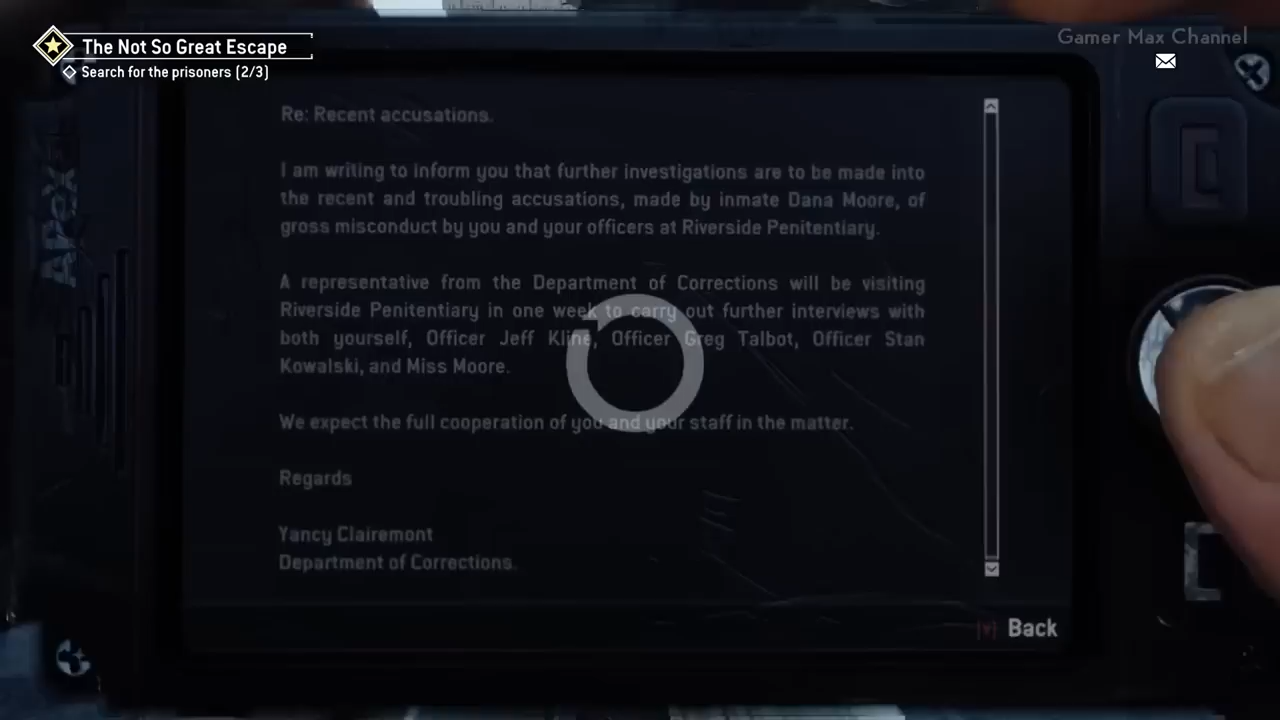 The Not So Great Escape
Search for the prisoners (2/3)
Gamer Max Channel
Apex
Re: Recent accusations.
I am writing to inform you that further investigations are to be made into
the recent and troubling accusations, made by inmate Dana Moore, of
gross misconduct by you and your officers at Riverside Penitentiary.
A representative from the Department of Corrections will be visiting
Riverside Penitentiary in one week to carry out further interviews with
both yourself, Officer Jeff Kline, Officer Greg Talbot, Officer Stan
Kowalski, and Miss Moore.
We expect the full cooperation of you and your staff in the matter.
Regards
Yancy Clairemont
Department of Corrections.
Back